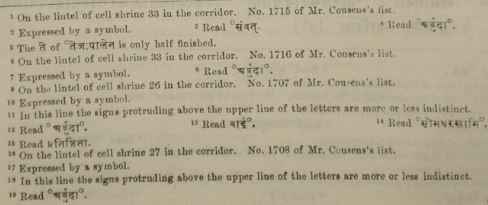 1 On the lintel of cell shrine 33 in the corridor. No. 1715 of Mr. Cousens's list.
2 Expressed by a symbol. 3 Read °संवत्. 4 Read °अर्बुदा°.
5 The ते of °तेजःपालेन is only half finished.
6 On the lintel of cell shrine 33 in the corridor. No. 1716 of Mr. Cousens's list.
7 Expressed by a symbol. 8 Read °अर्बुदा°.
9 On the lintel of cell shrine 26 in the corridor. No. 1707 of Mr. Cousens's list.
10 Expressed by a symbol.
11 In this line the signs protruding above the upper line of the letters are more or less indistinct.
12 Read °अर्बुदा°. 13 Read बाई°. 14 Read °सीमंधरस्वामि°.
15 Read प्रतिष्ठिता.
16 On the lintel of cell shrine 27 in the corridor. No. 1708 of Mr. Cousens's list.
17 Expressed by a symbol.
18 In this line the signs protruding above the upper line of the letters are more or less indistinct.
19 Read °अर्बुदा°.